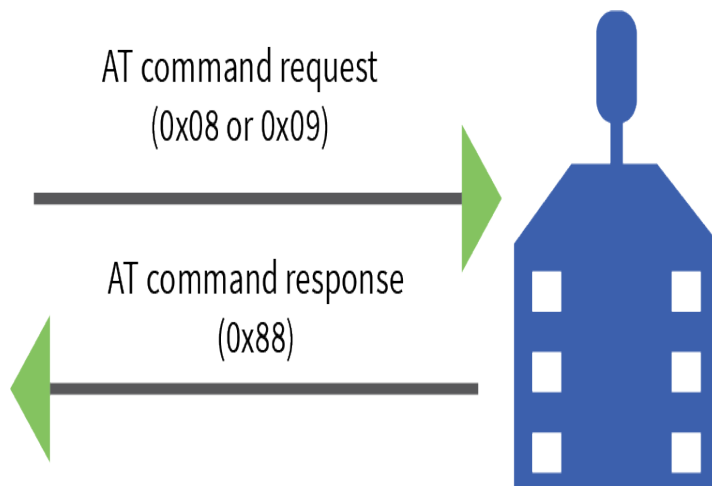 AT command request
(0x08 or 0x09)
AT command response
(0x88)